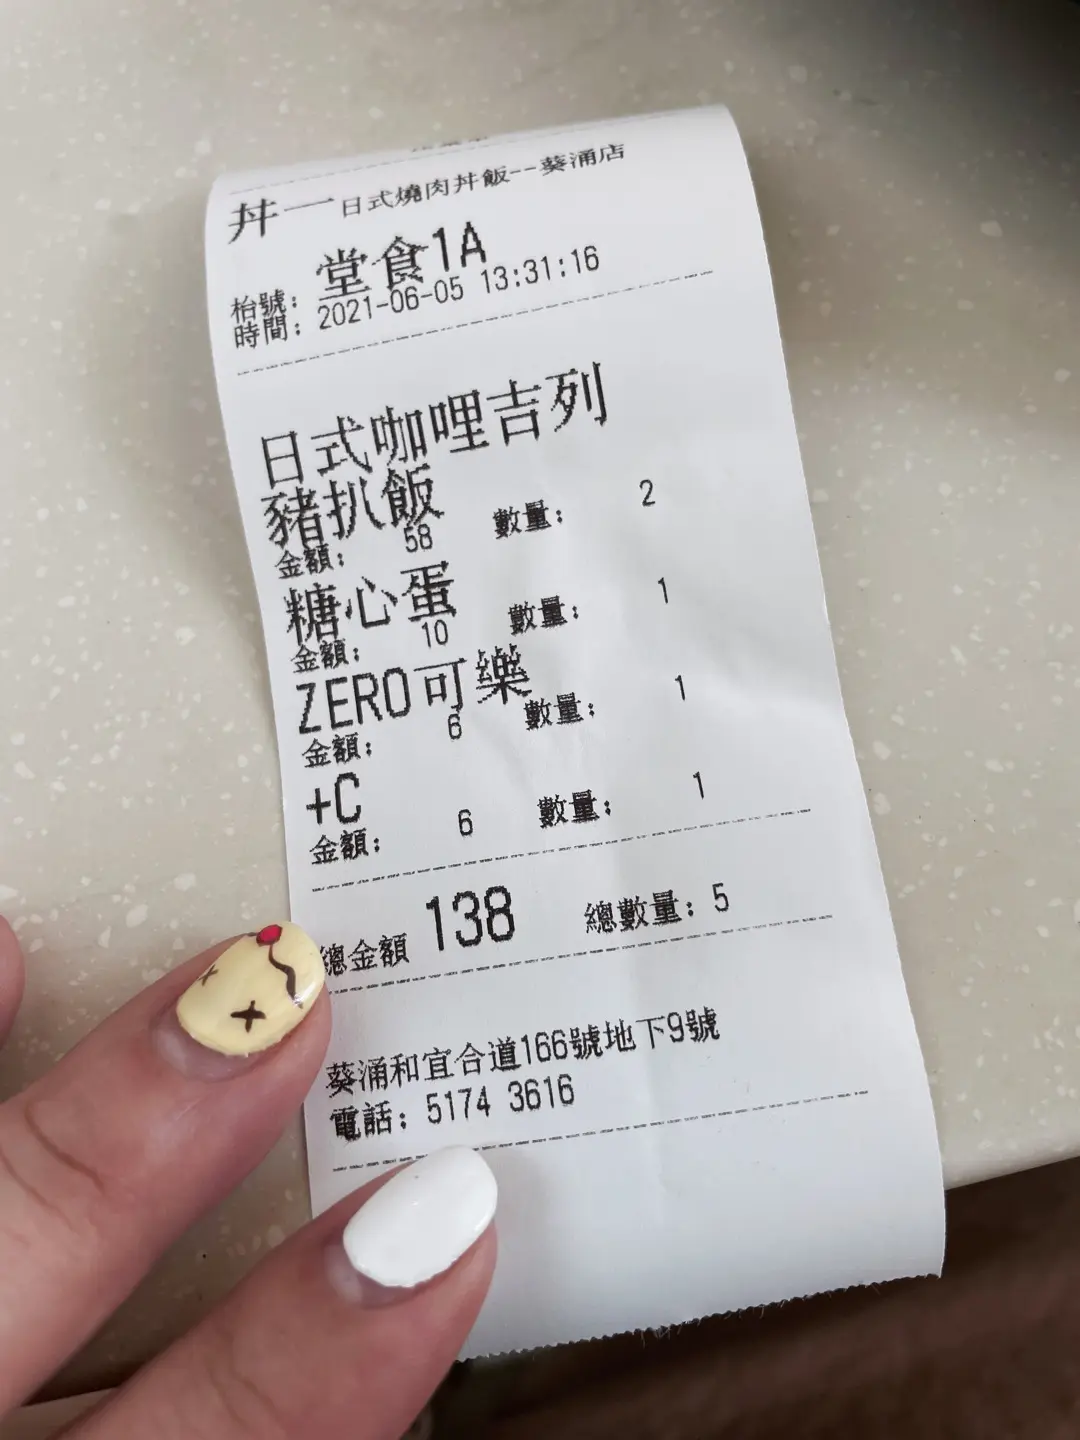 丼一日式燒肉丼飯--葵涌店
枱號: 堂食1A
時間: 2021-06-05 13:31:16
日式咖哩吉列
豬扒飯
金額: 58 數量: 2
糖心蛋
金額: 10 數量: 1
ZERO可樂
金額: 6 數量: 1
+C
金額: 6 數量: 1
總金額 138 總數量: 5
葵涌和宜合道166號地下9號
電話: 5174 3616